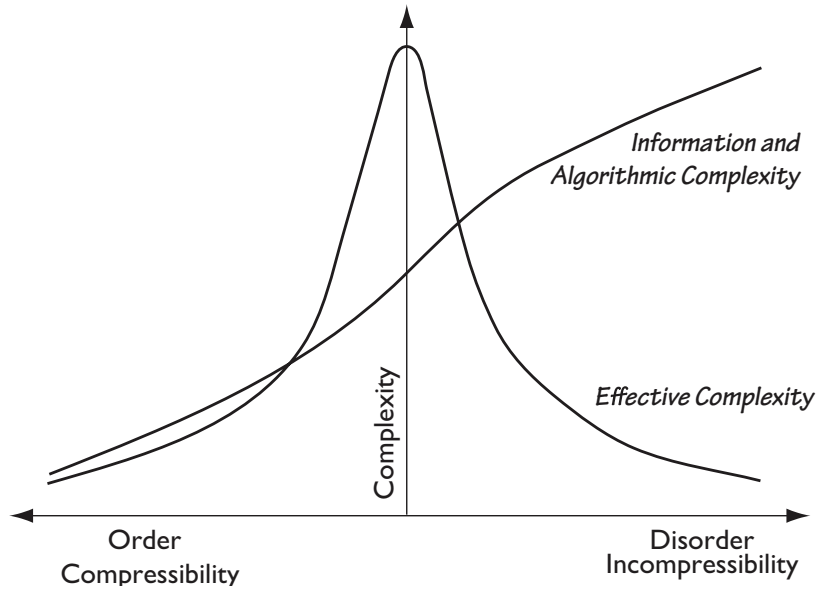 Information and
Algorithmic Complexity
Complexity
Effective Complexity
Order
Compressibility
Disorder
Incompressibility